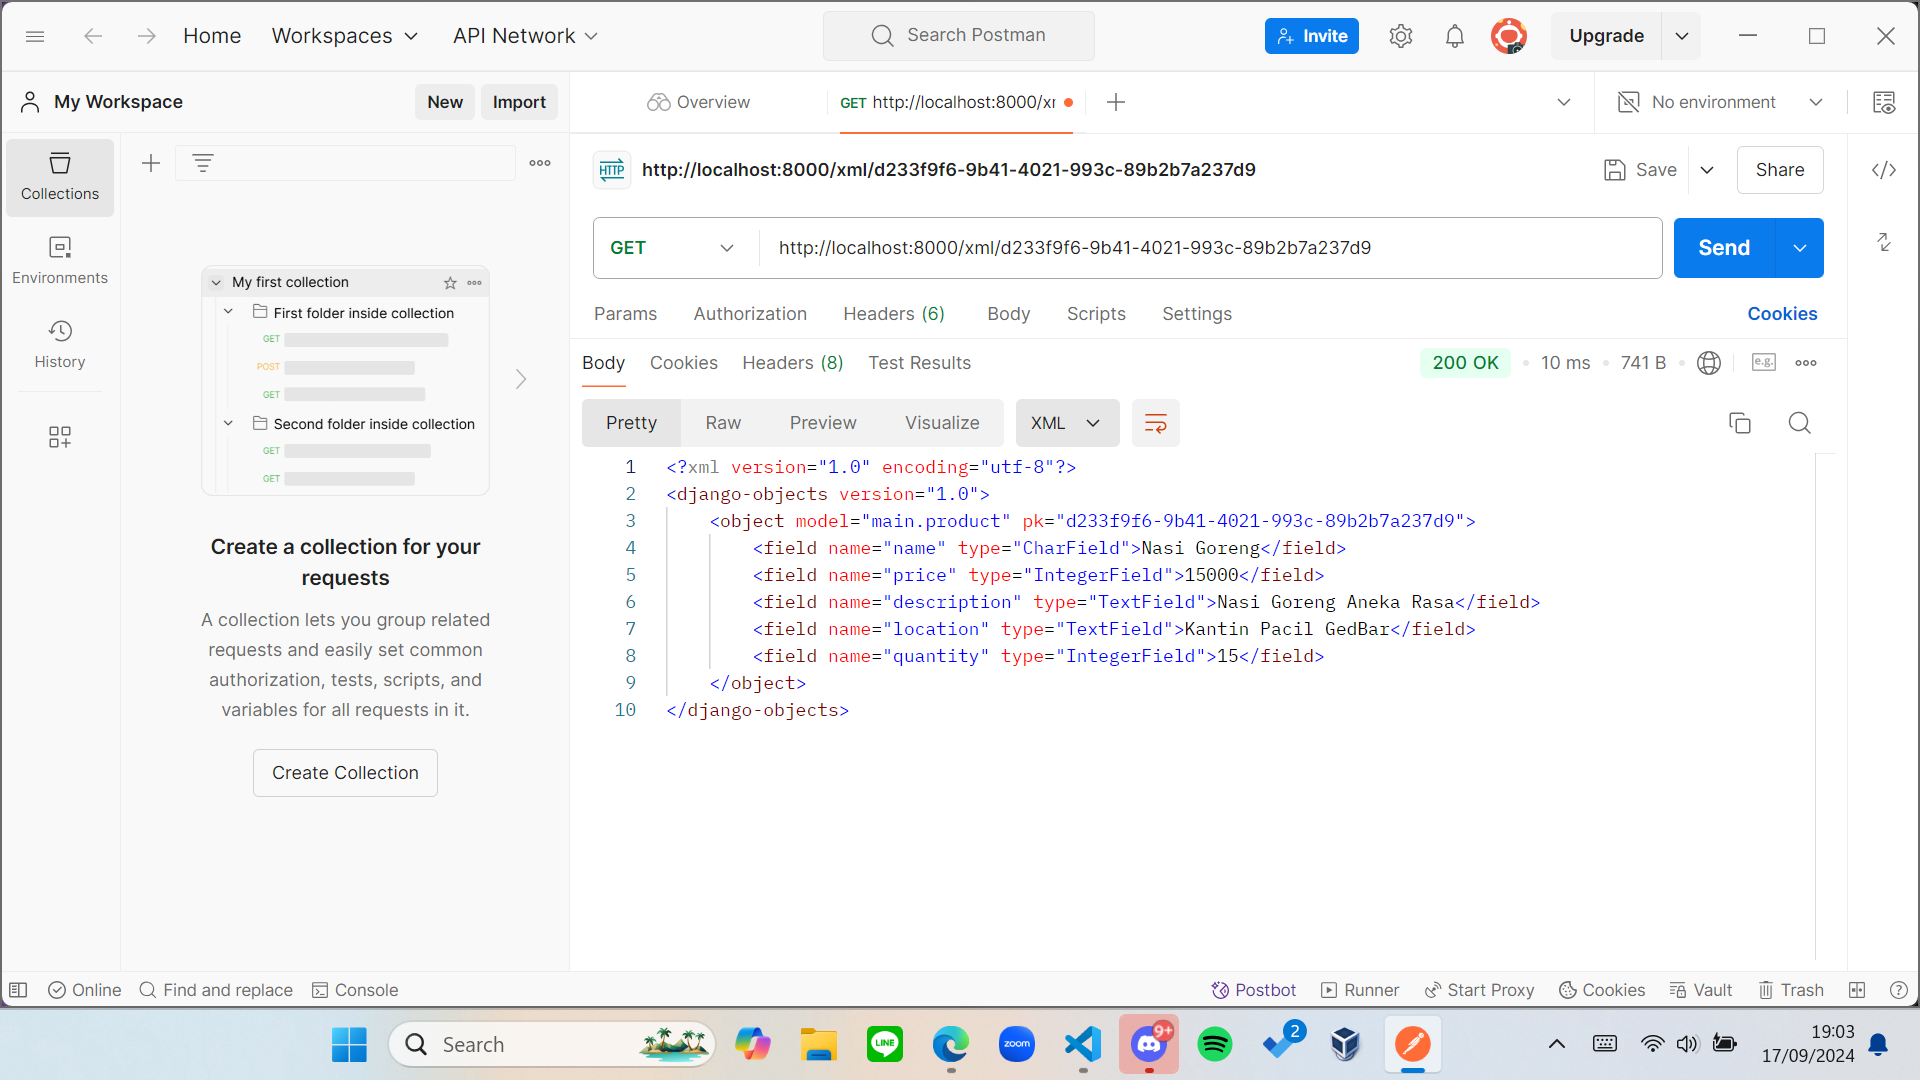 Home
Workspaces
API Network
Search Postman
Invite
Upgrade
My Workspace
New
Import
Overview
GET http://localhost:8000/xr
No environment
Collections
Environments
History
My first collection
First folder inside collection
GET
POST
GET
Second folder inside collection
GET
GET
Create a collection for your
requests
A collection lets you group related
requests and easily set common
authorization, tests, scripts, and
variables for all requests in it.
Create Collection
HTTP
http://localhost:8000/xml/d233f9f6-9b41-4021-993c-89b2b7a237d9
Save
Share
GET
http://localhost:8000/xml/d233f9f6-9b41-4021-993c-89b2b7a237d9
Send
Params
Authorization
Headers (6)
Body
Scripts
Settings
Cookies
Body
Cookies
Headers (8)
Test Results
200 OK
10 ms
741 B
e.g.
Pretty
Raw
Preview
Visualize
XML
1 <?xml version="1.0" encoding="utf-8"?>
2 <django-objects version="1.0">
3 <object model="main.product" pk="d233f9f6-9b41-4021-993c-89b2b7a237d9">
4 <field name="name" type="CharField">Nasi Goreng</field>
5 <field name="price" type="IntegerField">15000</field>
6 <field name="description" type="TextField">Nasi Goreng Aneka Rasa</field>
7 <field name="location" type="TextField">Kantin Pacil GedBar</field>
8 <field name="quantity" type="IntegerField">15</field>
9 </object>
10 </django-objects>
Online
Find and replace
Console
Postbot
Runner
Start Proxy
Cookies
Vault
Trash
Search
LINE
zoom
9+
2
19:03
17/09/2024